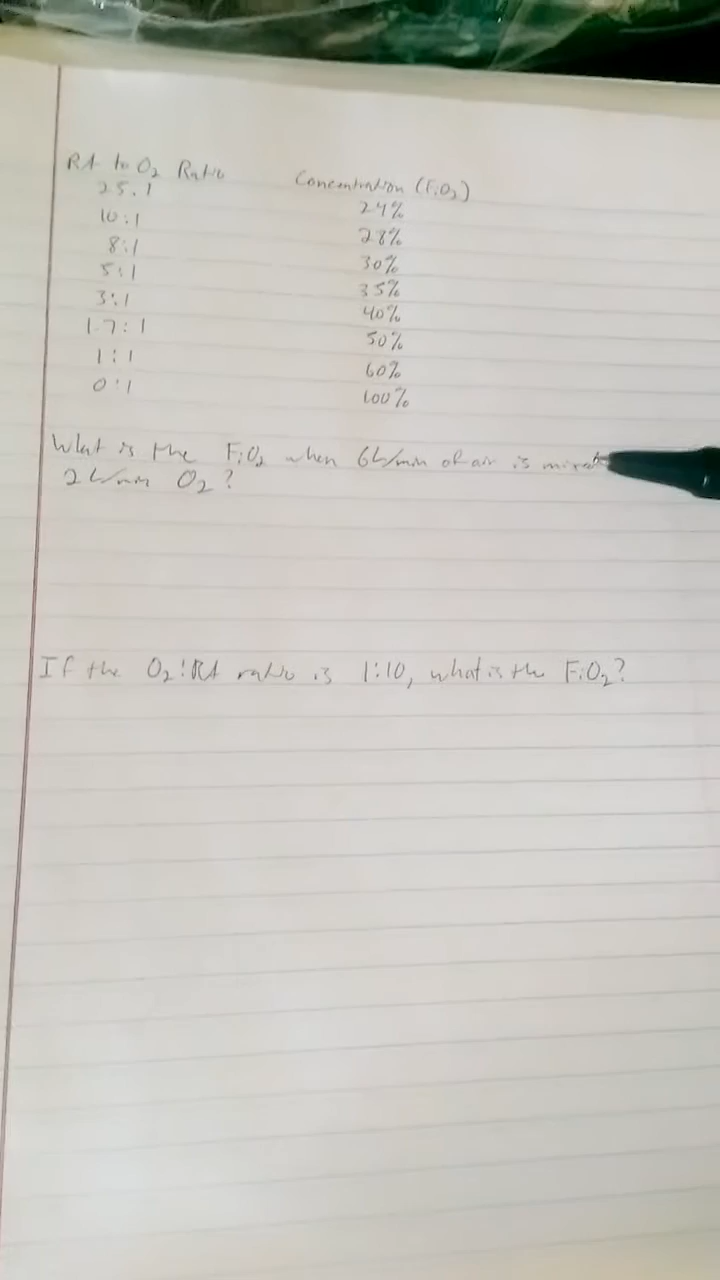 RA to O2 Ratio Concentration (FiO2)
25:1 24%
10:1 28%
8:1 30%
5:1 35%
3:1 40%
1.7:1 50%
1:1 60%
0:1 100%
What is the FiO2 when 6L/min of air is mixed
2L/min O2?
If the O2:RA ratio is 1:10, what is the FiO2?